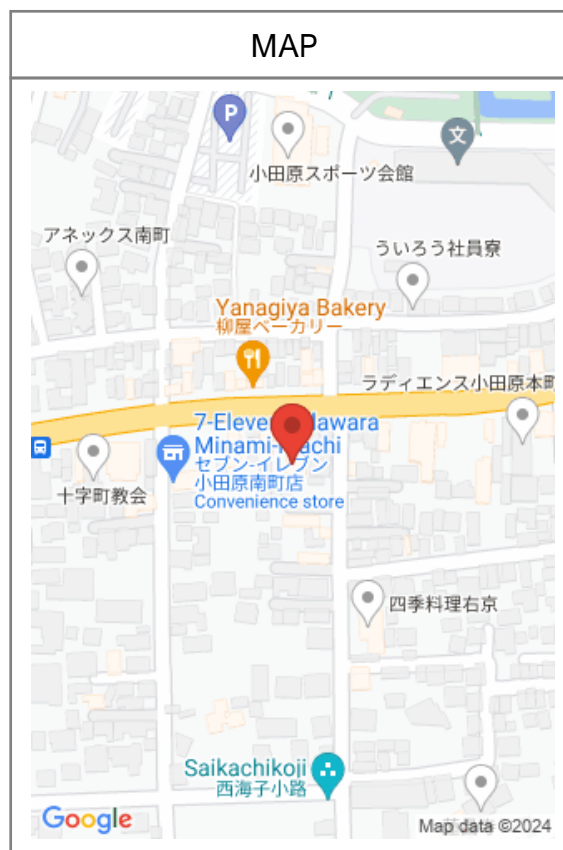 MAP
P
文
小田原スポーツ会館
アネックス南町
ういろう社員寮
Yanagiya Bakery
柳屋ベーカリー
ラディエンス小田原本町
7-Eleven
Minami-
セブン-イレブン
小田原南町店
Convenience store
十字町教会
四季料理右京
Saikachikoji
西海子小路
Google
Map data ©2024